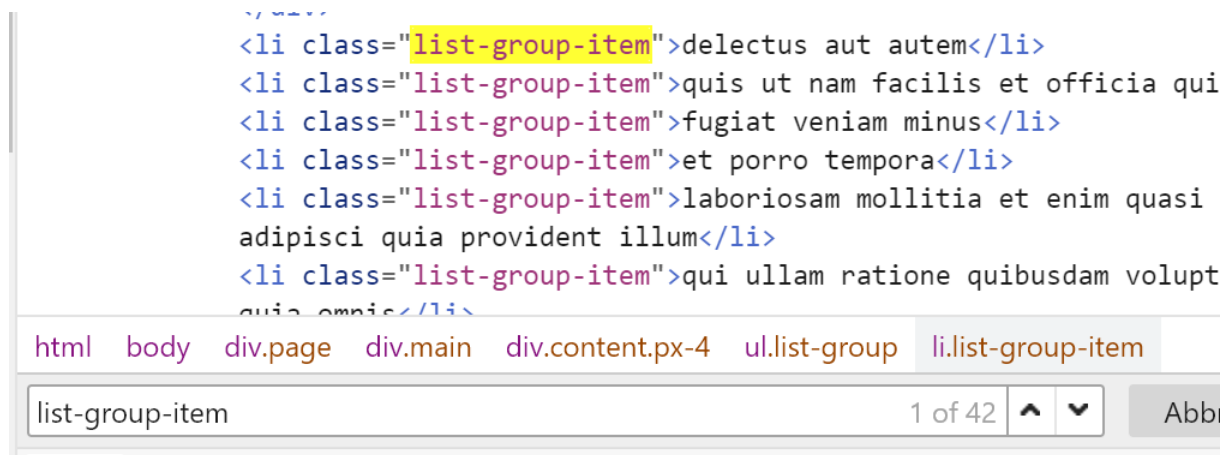 </div>
<li class="list-group-item">delectus aut autem</li>
<li class="list-group-item">quis ut nam facilis et officia qui
<li class="list-group-item">fugiat veniam minus</li>
<li class="list-group-item">et porro tempora</li>
<li class="list-group-item">laboriosam mollitia et enim quasi
adipisci quia provident illum</li>
<li class="list-group-item">qui ullam ratione quibusdam volupt
quia omnis</li>
html body div.page div.main div.content.px-4 ul.list-group li.list-group-item
list-group-item 1 of 42 Abbr